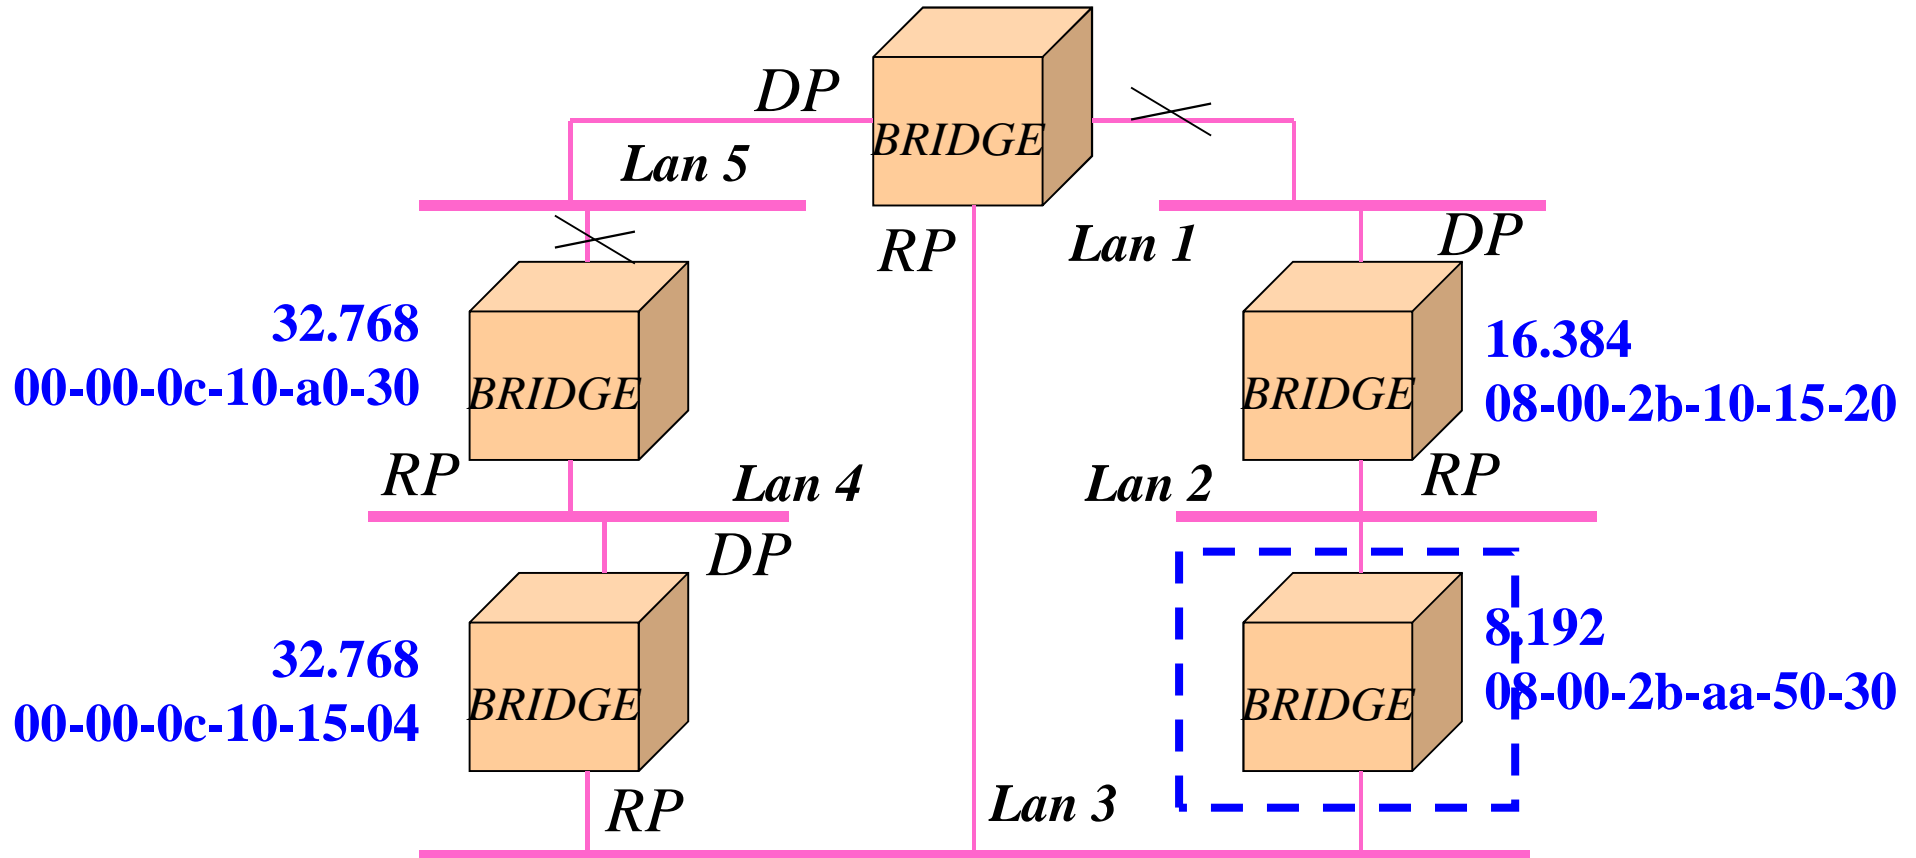 DP
BRIDGE
Lan 5
RP
Lan 1
DP
32.768
00-00-0c-10-a0-30
BRIDGE
BRIDGE
16.384
08-00-2b-10-15-20
RP
Lan 4
Lan 2
RP
DP
32.768
00-00-0c-10-15-04
BRIDGE
BRIDGE
8.192
08-00-2b-aa-50-30
RP
Lan 3